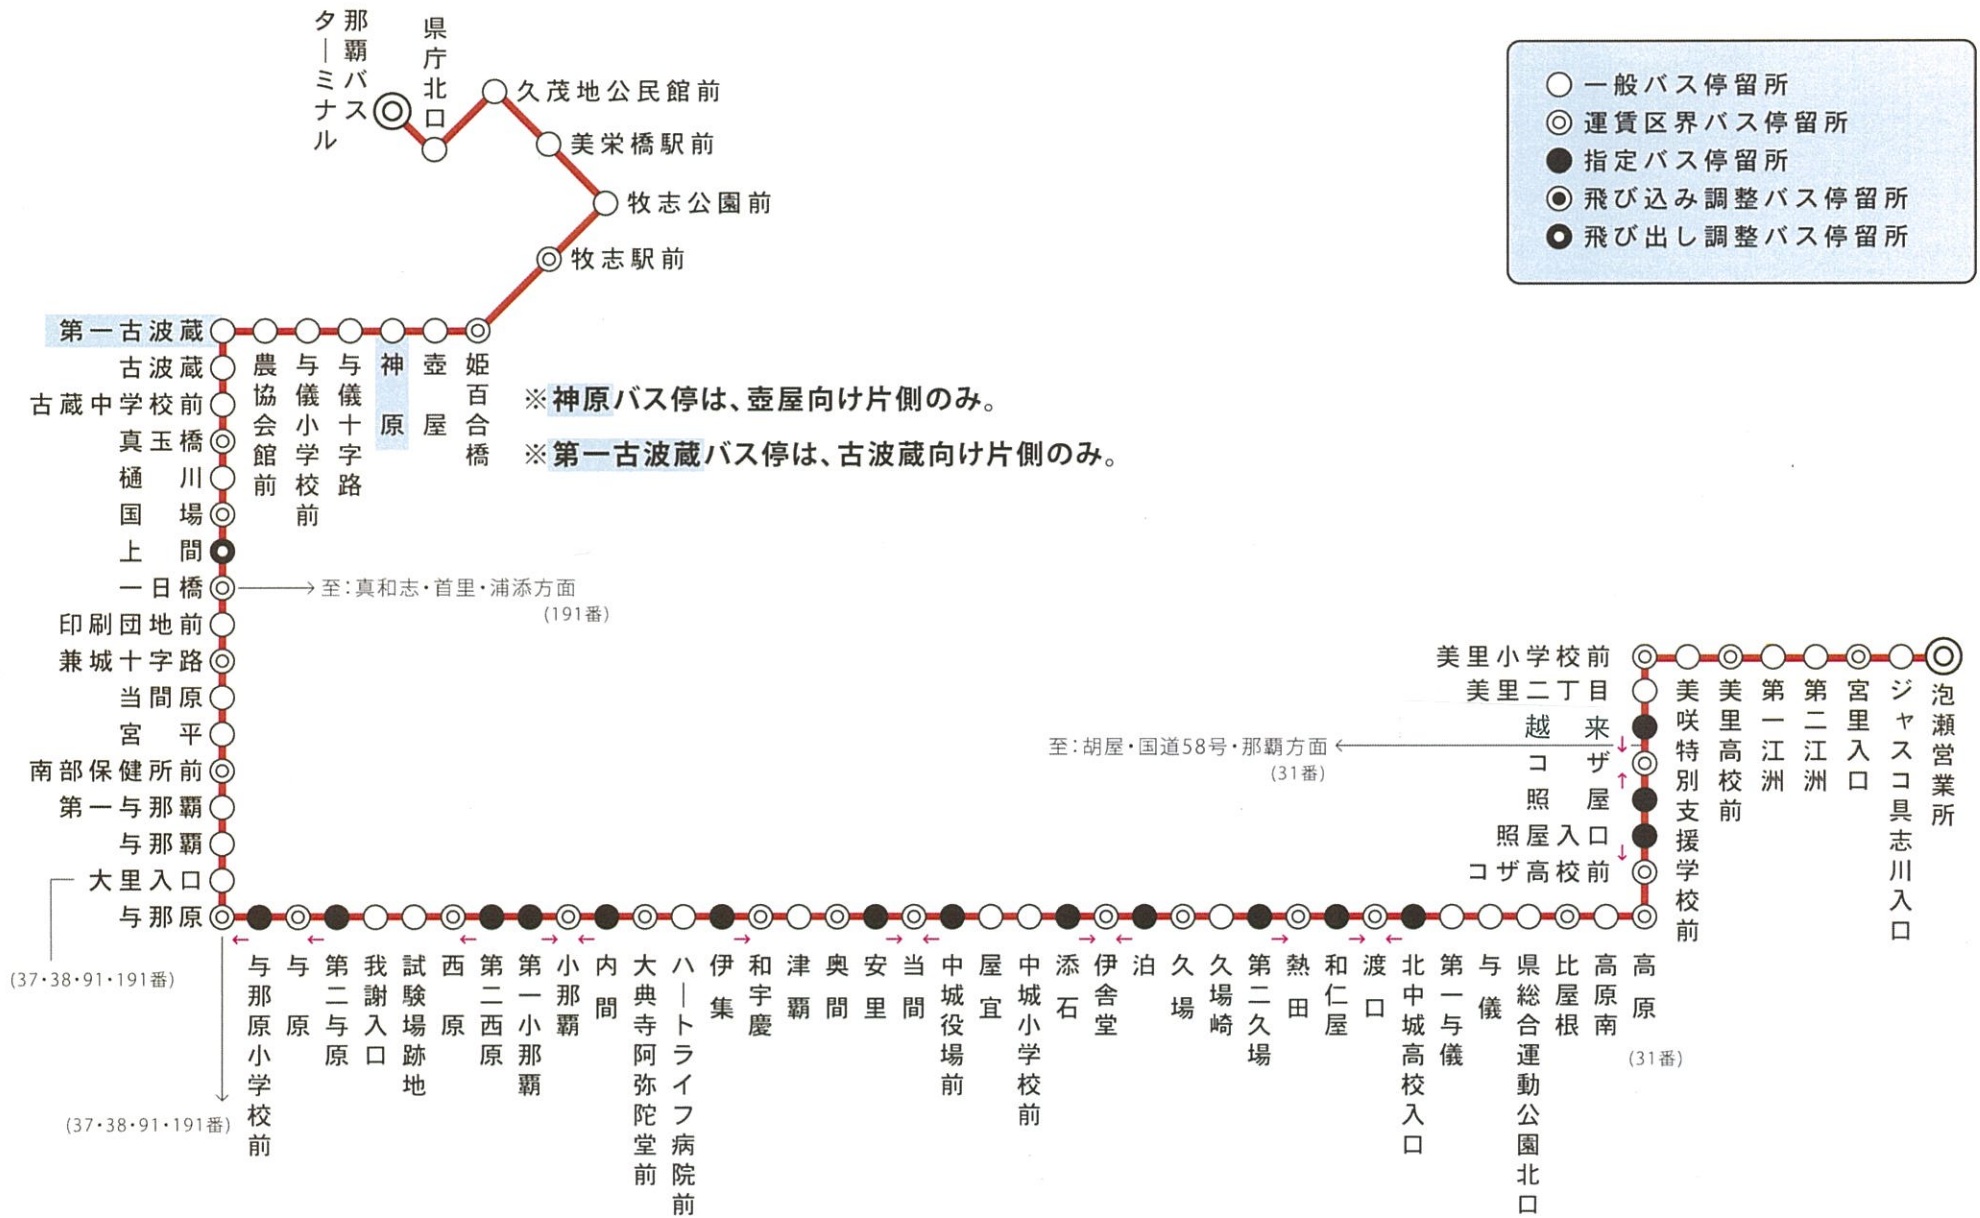 那覇バス
ターミナル
県庁北口
久茂地公民館前
美栄橋駅前
牧志公園前
牧志駅前
一般バス停留所
運賃区界バス停留所
指定バス停留所
飛び込み調整バス停留所
飛び出し調整バス停留所
姫百合橋
壺屋
神原
与儀十字路
与儀小学校前
農協会館前
第一古波蔵
※神原バス停は、壺屋向け片側のみ。
※第一古波蔵バス停は、古波蔵向け片側のみ。
古波蔵
古蔵中学校前
真玉橋
樋川
国場
上間
一日橋
至：真和志・首里・浦添方面
(191番)
印刷団地前
兼城十字路
当間原
宮平
南部保健所前
第一与那覇
与那覇
大里入口
(37・38・91・191番)
与那原
(37・38・91・191番)
与那原小学校前
与原
第二与原
我謝入口
試験場跡地
西原
第二西原
第一小那覇
小那覇
内間
大典寺阿弥陀堂前
ハートライフ病院前
伊集
和宇慶
津覇
奥間
安里
当間
中城役場前
屋宜
中城小学校前
添石
伊舎堂
泊
久場
久場崎
第二久場
熱田
和仁屋
渡口
北中城高校入口
第一与儀
与儀
県総合運動公園北口
比屋根
高原南
高原
(31番)
コザ高校前
照屋入口
照屋
コザ
至：胡屋・国道58号・那覇方面
(31番)
越来
美里二丁目
美里小学校前
美咲特別支援学校前
美里高校前
第一江洲
第二江洲
宮里入口
ジャスコ具志川入口
泡瀬営業所